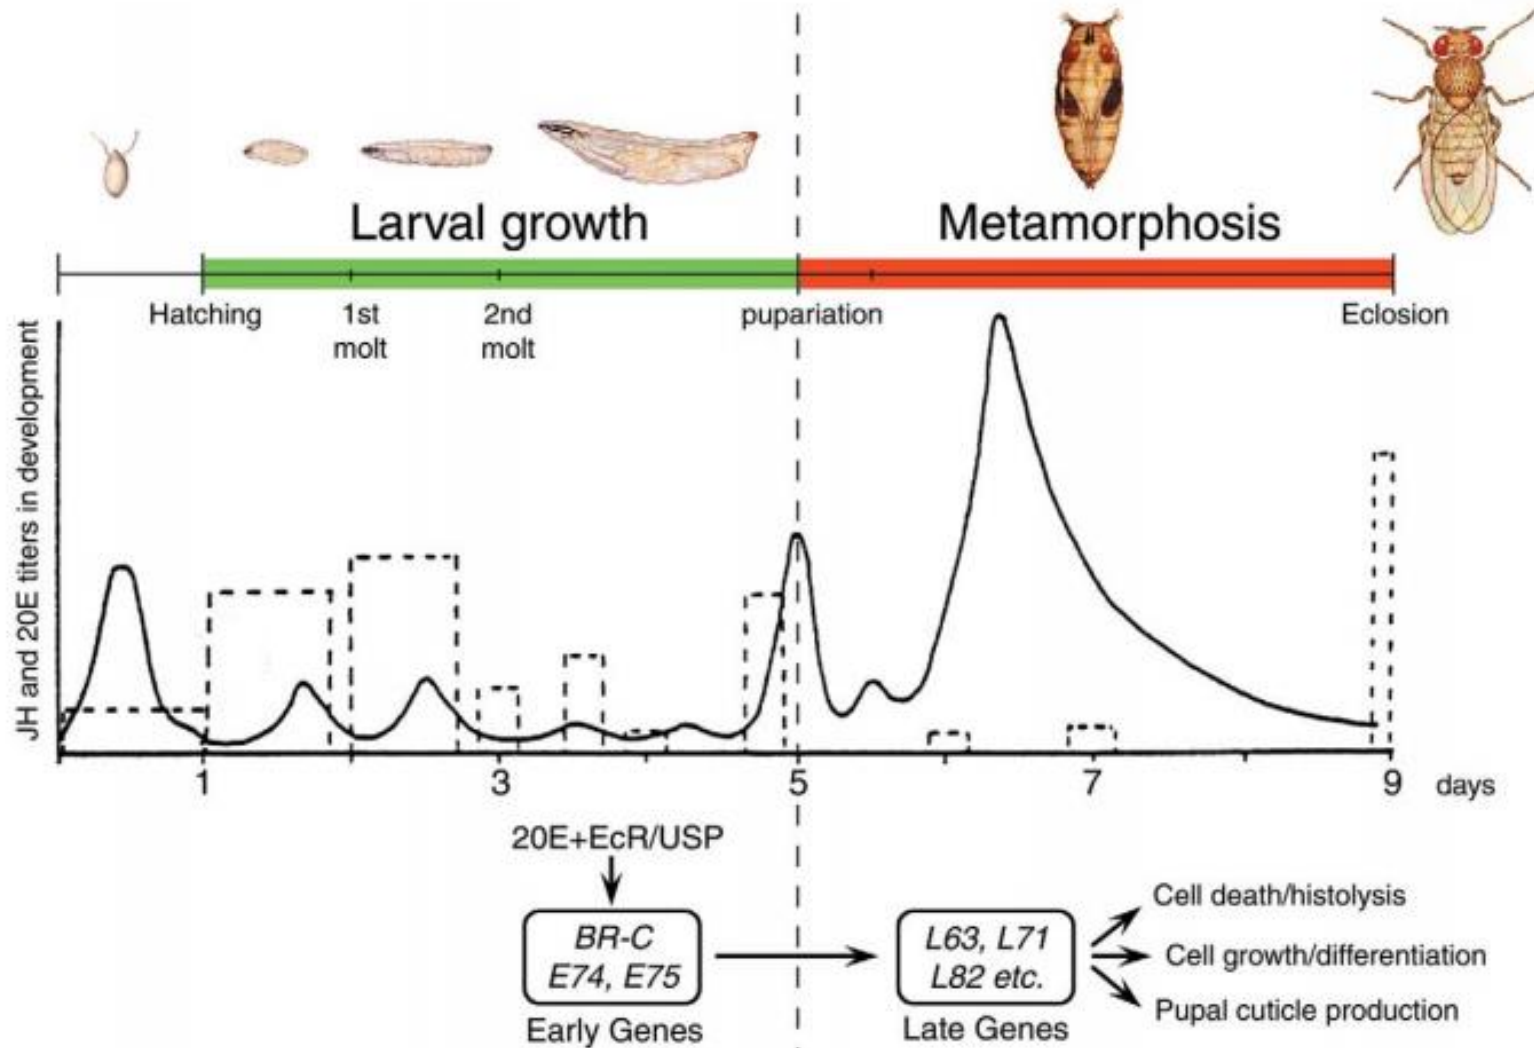 Larval growth
Metamorphosis
Hatching
1st
molt
2nd
molt
pupariation
Eclosion
JH and 20E titers in development
1
3
5
7
9
days
20E+EcR/USP
BR-C
E74, E75
Early Genes
L63, L71
L82 etc.
Late Genes
Cell death/histolysis
Cell growth/differentiation
Pupal cuticle production